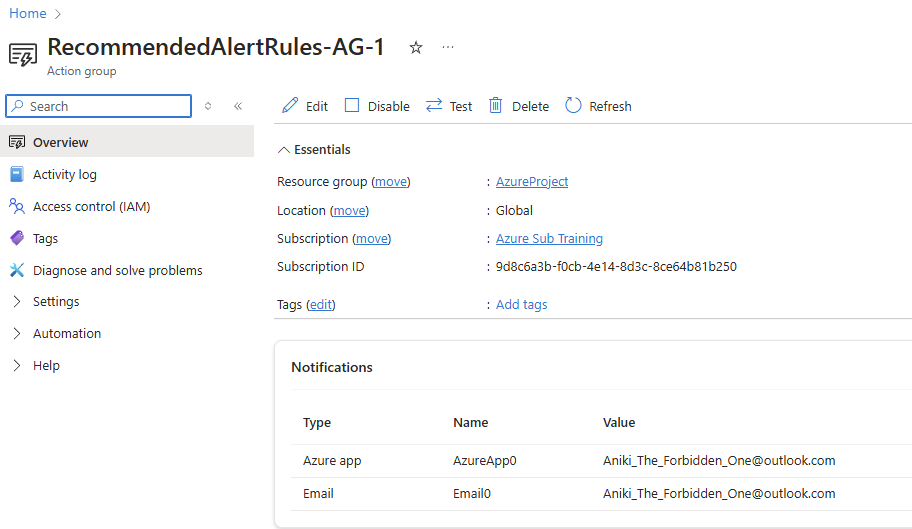 Home
RecommendedAlertRules-AG-1
Action group
Search
Edit Disable Test Delete Refresh
Overview
Activity log
Access control (IAM)
Tags
Diagnose and solve problems
Settings
Automation
Help
Essentials
Resource group (move) : AzureProject
Location (move) : Global
Subscription (move) : Azure Sub Training
Subscription ID : 9d8c6a3b-f0cb-4e14-8d3c-8ce64b81b250
Tags (edit) : Add tags
Notifications
Type Name Value
Azure app AzureApp0 Aniki_The_Forbidden_One@outlook.com
Email Email0 Aniki_The_Forbidden_One@outlook.com